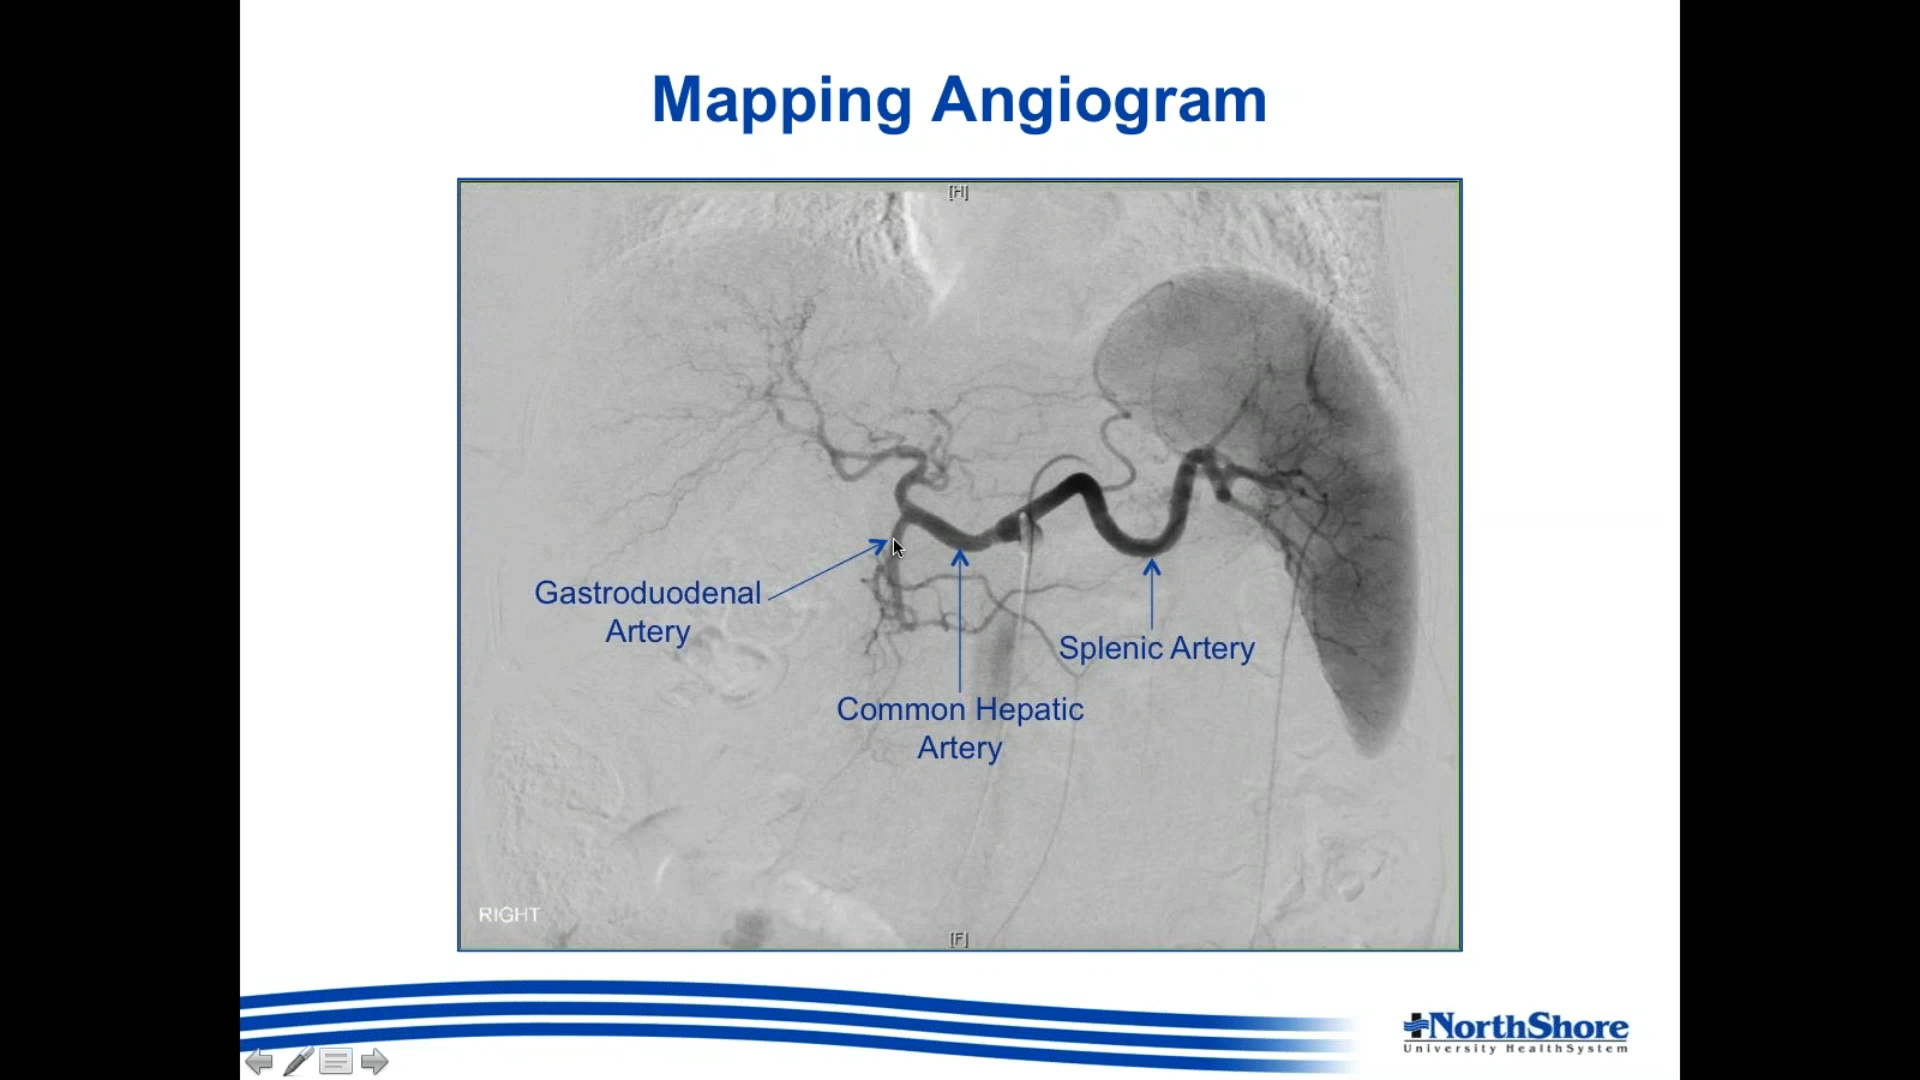 Mapping Angiogram
[H]
Gastroduodenal
Artery
Splenic Artery
Common Hepatic
Artery
RIGHT
[F]
NorthShore
University HealthSystem